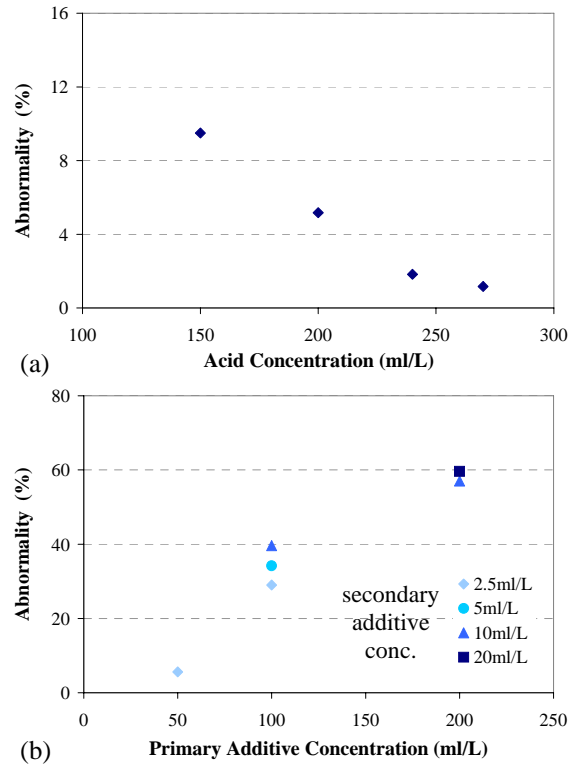 16
12
8
4
0
Abnormality (%)
100 150 200 250 300
(a) Acid Concentration (ml/L)
80
60
40
20
0
Abnormality (%)
secondary
additive
conc.
2.5ml/L
5ml/L
10ml/L
20ml/L
0 50 100 150 200 250
(b) Primary Additive Concentration (ml/L)